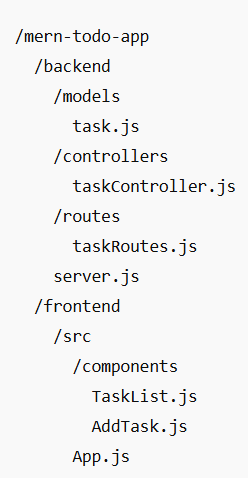 /mern-todo-app
  /backend
    /models
      task.js
    /controllers
      taskController.js
    /routes
      taskRoutes.js
    server.js
  /frontend
    /src
      /components
        TaskList.js
        AddTask.js
      App.js